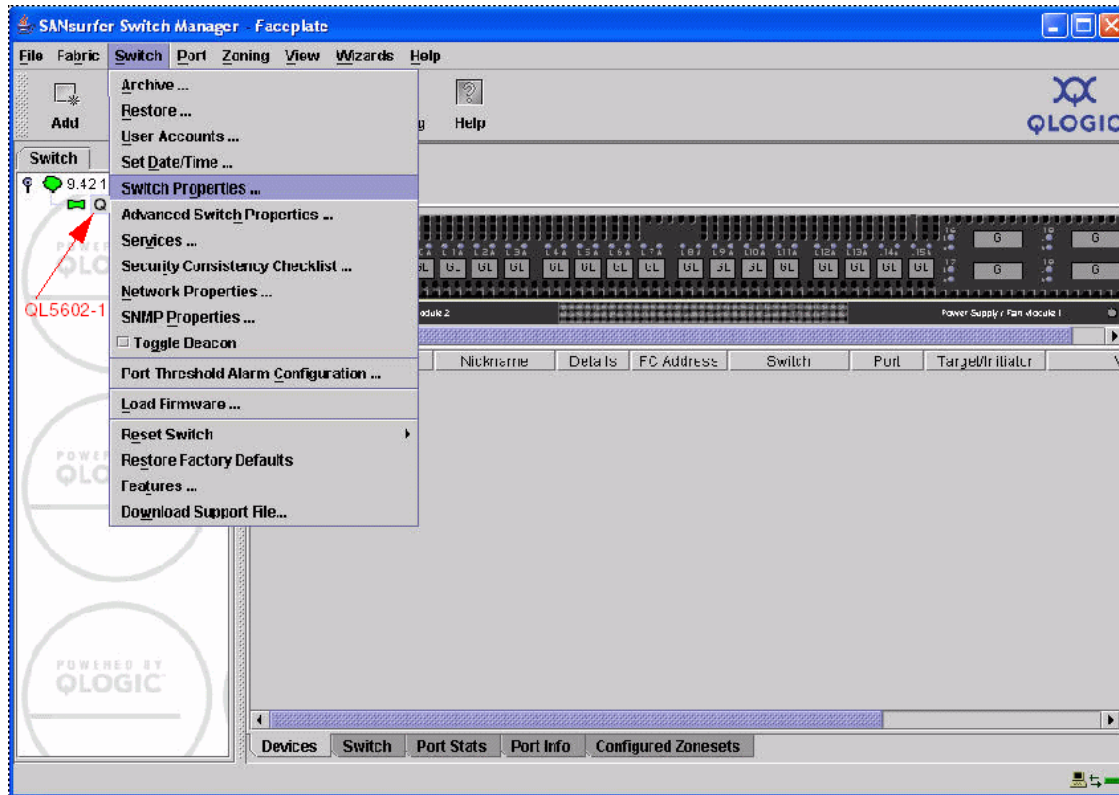 SANsurfer Switch Manager - Faceplate
File Fabric Switch Port Zoning View Wizards Help
Add
Help
QLOGIC
Switch
9.42 1
Q
QL5602-1
Archive ...
Restore ...
User Accounts ...
Set Date/Time ...
Switch Properties ...
Advanced Switch Properties ...
Services ...
Security Consistency Checklist ...
Network Properties ...
SNMP Properties ...
Toggle Beacon
Port Threshold Alarm Configuration ...
Load Firmware ...
Reset Switch
Restore Factory Defaults
Features ...
Download Support File...
Power Supply / Fan Module 1
Nickname Details FC Address Switch Port Target/Initiator
POWERED BY
QLOGIC
Devices Switch Port Stats Port Info Configured Zonesets